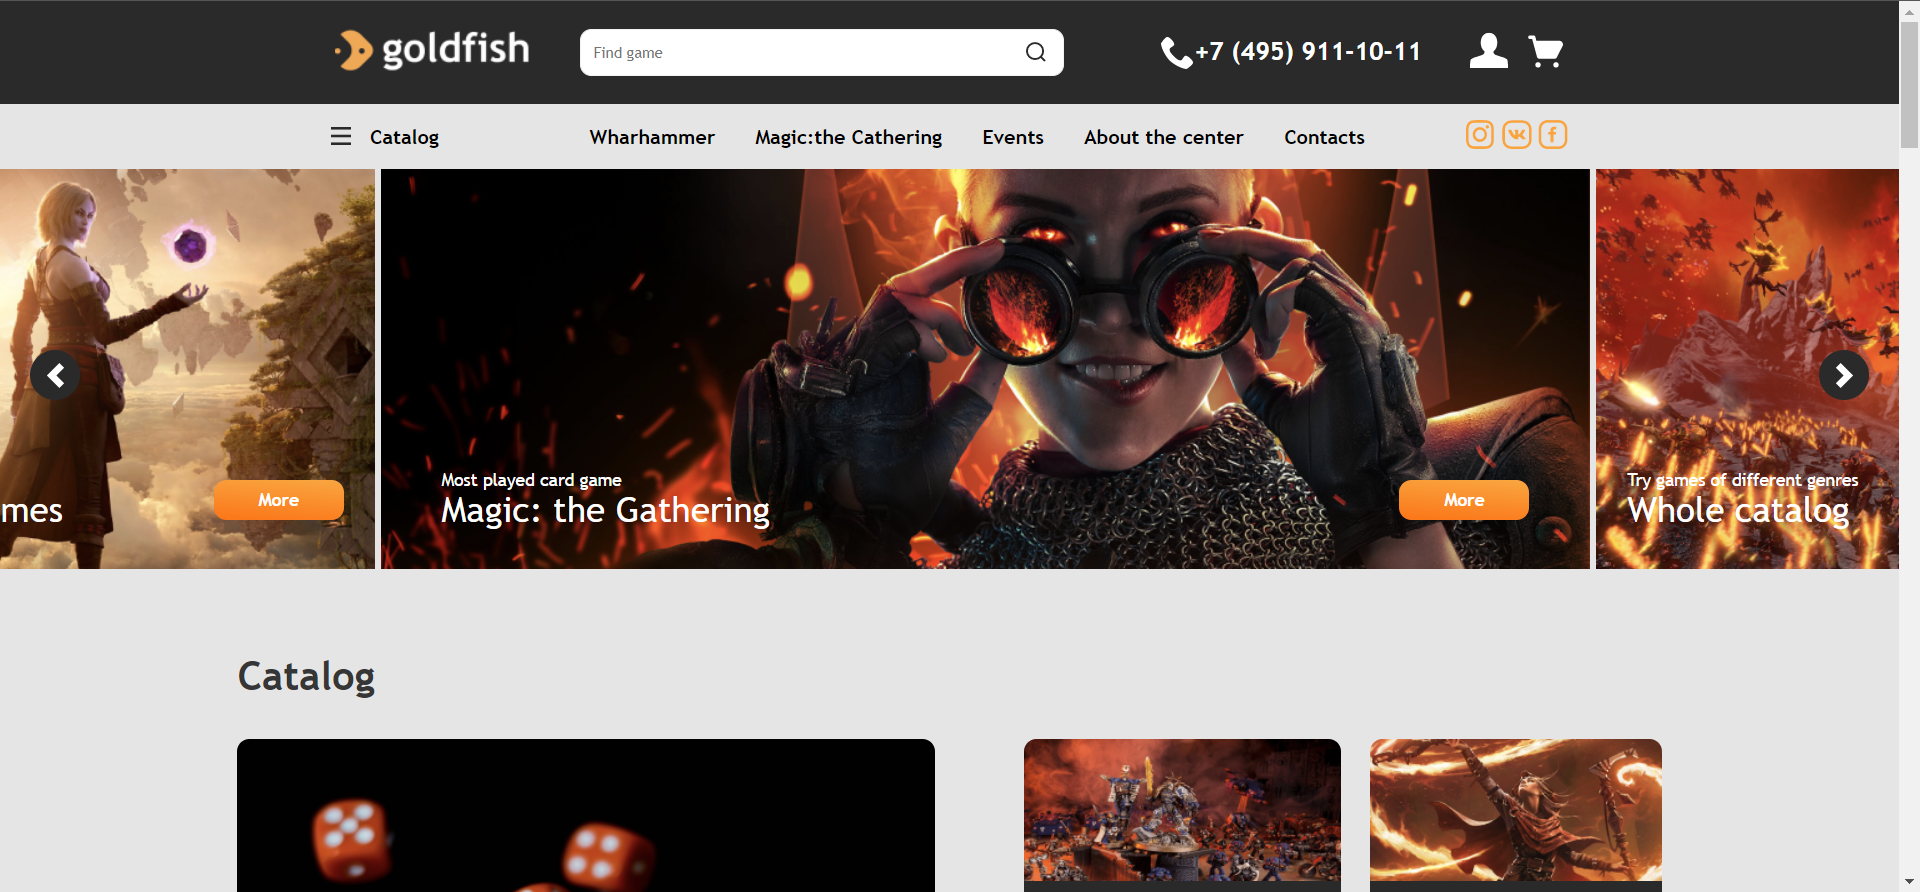 goldfish
Find game
+7 (495) 911-10-11
Catalog
Wharhammer
Magic:the Cathering
Events
About the center
Contacts
mes
More
Most played card game
Magic: the Gathering
More
Try games of different genres
Whole catalog
Catalog